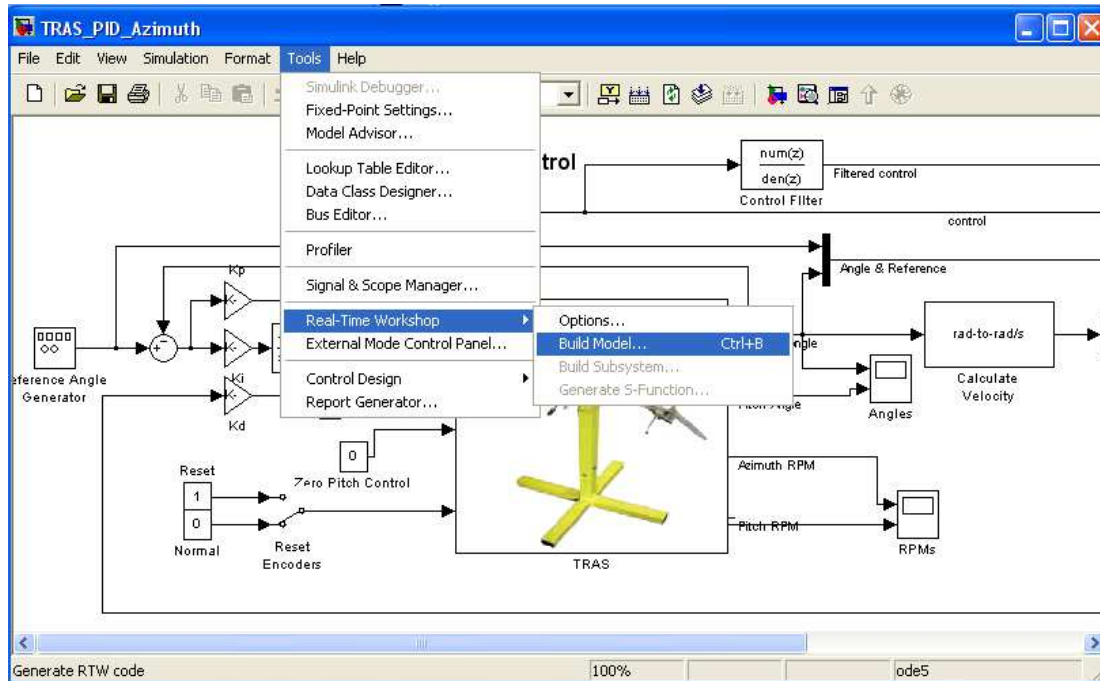 TRAS_PID_Azimuth
File Edit View Simulation Format Tools Help
Simulink Debugger...
Fixed-Point Settings...
Model Advisor...
Lookup Table Editor...
Data Class Designer...
Bus Editor...
Profiler
Signal & Scope Manager...
Real-Time Workshop
External Mode Control Panel...
Control Design
Report Generator...
Options...
Build Model... Ctrl+B
Build Subsystem...
Generate S-Function...
trol
num(z)
den(z)
Control FIlter
Filtered control
control
Angle & Reference
Kp
K-
K-
Ki
K-
Kd
eference Angle
Generator
rad-to-rad/s
Calculate
Velocity
ngle
Pitch Angle
Angles
0
Zero Pitch Control
Reset
1
0
Normal
Reset
Encoders
TRAS
Azimuth RPM
Pitch RPM
RPMs
Generate RTW code
100%
ode5